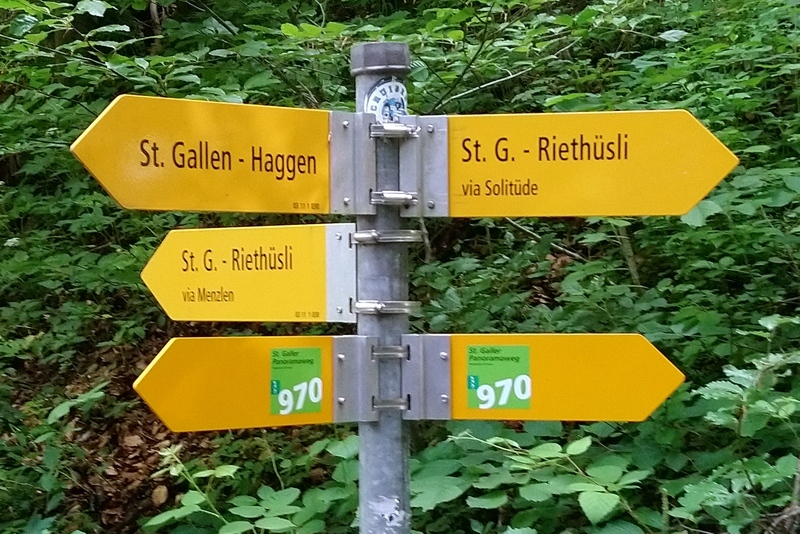 St. Gallen - Haggen
St. G. - Riethüsli
via Solitüde
St. G. - Riethüsli
via Menzlen
St. Galler
Panoramaweg
970
St. Galler
Panoramaweg
970